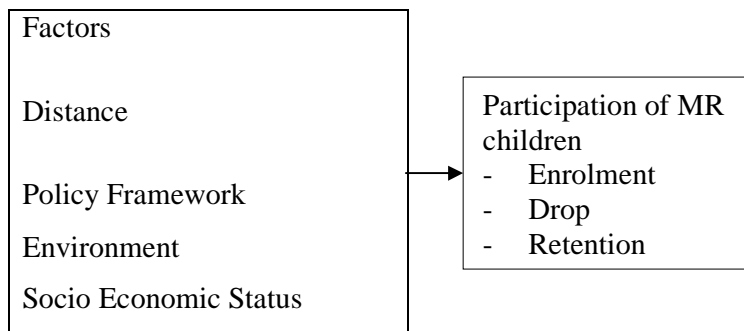 Factors
Distance
Policy Framework
Environment
Socio Economic Status
Participation of MR
children
- Enrolment
- Drop
- Retention